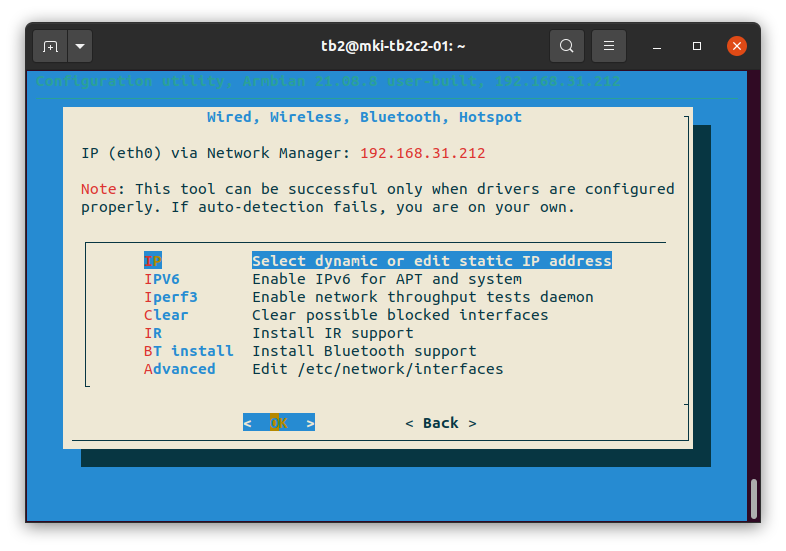 tb2@mki-tb2c2-01: ~
Configuration utility, Armbian 21.08.8 user-built, 192.168.31.212
Wired, Wireless, Bluetooth, Hotspot
IP (eth0) via Network Manager: 192.168.31.212
Note: This tool can be successful only when drivers are configured
properly. If auto-detection fails, you are on your own.
IP Select dynamic or edit static IP address
IPV6 Enable IPv6 for APT and system
Iperf3 Enable network throughput tests daemon
Clear Clear possible blocked interfaces
IR Install IR support
BT install Install Bluetooth support
Advanced Edit /etc/network/interfaces
< OK > < Back >